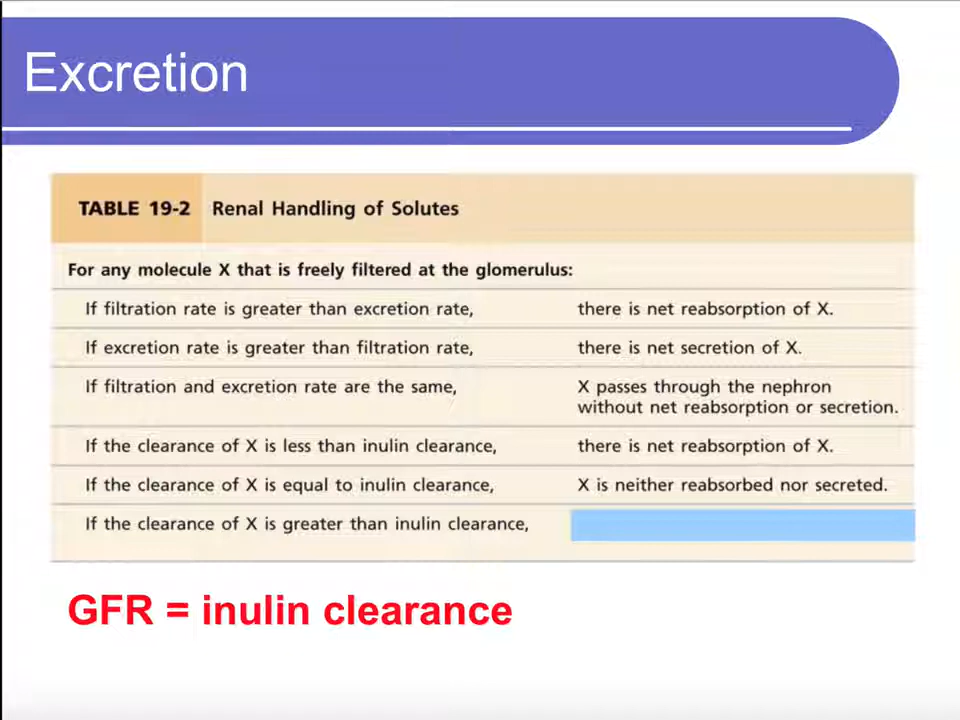 Excretion
TABLE 19-2 Renal Handling of Solutes
For any molecule X that is freely filtered at the glomerulus:
If filtration rate is greater than excretion rate, there is net reabsorption of X.
If excretion rate is greater than filtration rate, there is net secretion of X.
If filtration and excretion rate are the same, X passes through the nephron
without net reabsorption or secretion.
If the clearance of X is less than inulin clearance, there is net reabsorption of X.
If the clearance of X is equal to inulin clearance, X is neither reabsorbed nor secreted.
If the clearance of X is greater than inulin clearance,
GFR = inulin clearance